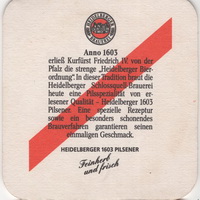 HEIDELBERGER
Anno 1603
erließ Kurfürst Friedrich IV. von der
Pfalz die strenge „Heidelberger Bier-
ordnung". In dieser Tradition braut die
Heidelberger Schlossquell-Brauerei
heute eine Pilsspezialität von er-
lesener Qualität - Heidelberger 1603
Pilsener. Eine spezielle Rezeptur
sowie ein besonders schonendes
Brauverfahren garantieren seinen
einmaligen Geschmack.
HEIDELBERGER 1603 PILSENER
Feinherb
und frisch